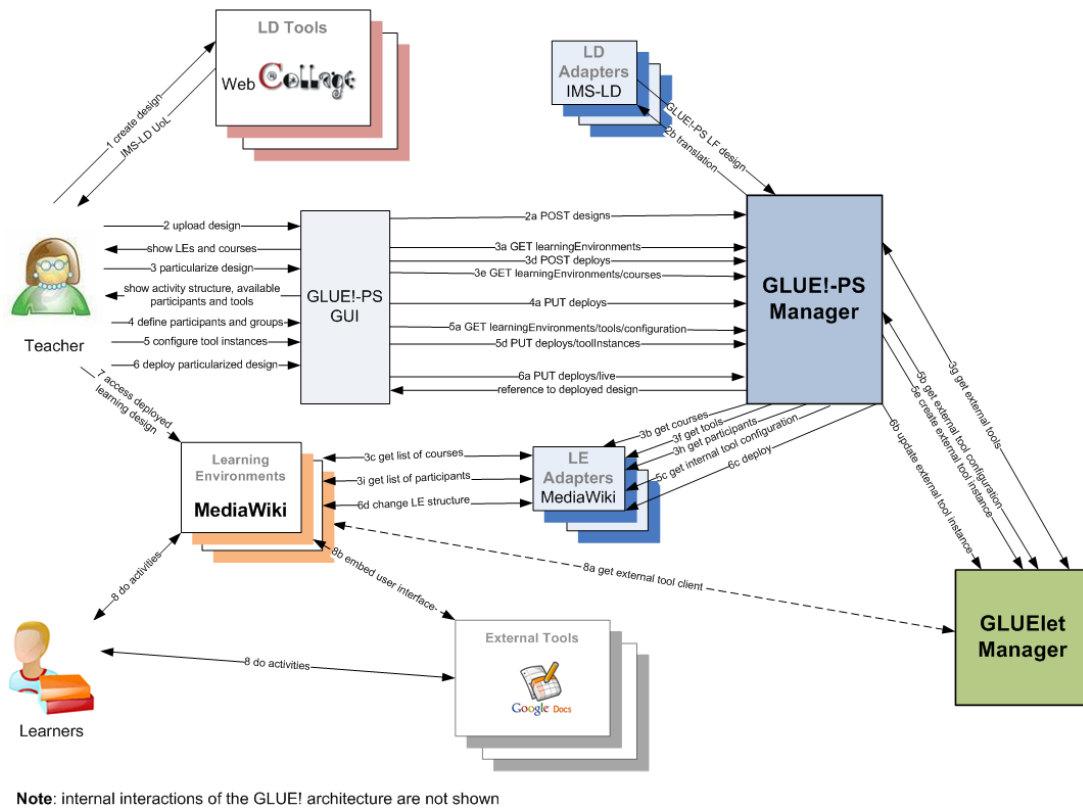 LD Tools
Web Collage
1 create design
IMS-LD UoL
LD
Adapters
IMS-LD
GLUE!-PS LF design
2b translation
Teacher
2 upload design
show LEs and courses
3 particularize design
show activity structure, available
participants and tools
4 define participants and groups
5 configure tool instances
6 deploy particularized design
7 access deployed
learning design
GLUE!-PS
GUI
2a POST designs
3a GET learningEnvironments
3d POST deploys
3e GET learningEnvironments/courses
4a PUT deploys
5a GET learningEnvironments/tools/configuration
5d PUT deploys/toolInstances
6a PUT deploys/live
reference to deployed design
GLUE!-PS
Manager
3g get external tools
5b get external tool configuration
5e create external tool instance
6b update external tool instance
3b get courses
3f get tools
3h get participants
5c get internal tool configuration
6c deploy
Learning
Environments
MediaWiki
3c get list of courses
3i get list of participants
6d change LE structure
LE
Adapters
MediaWiki
8a get external tool client
8b embed user interface
8 do activities
GLUElet
Manager
External Tools
Google Docs
8 do activities
Learners
Note: internal interactions of the GLUE! architecture are not shown